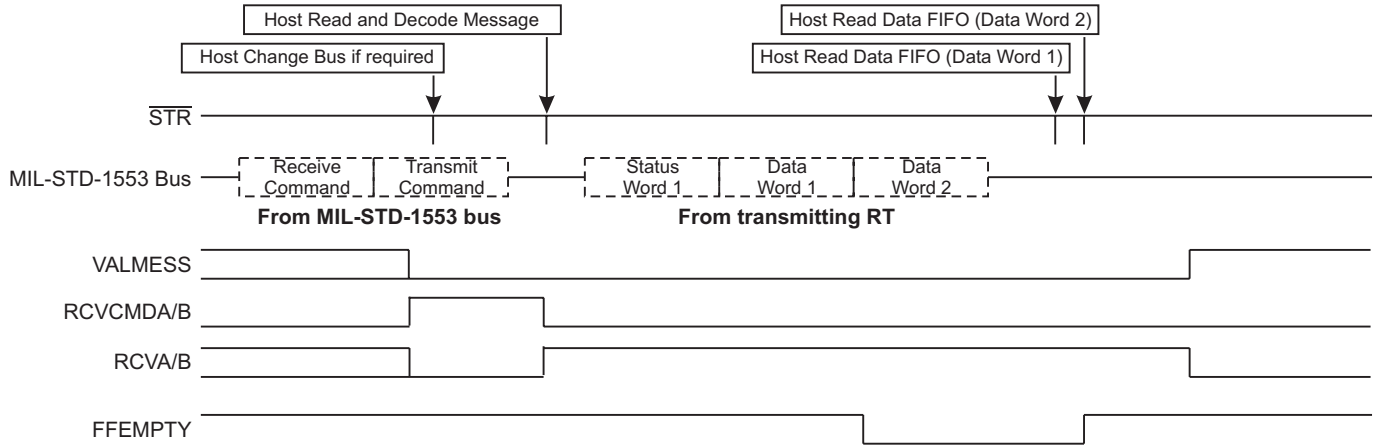 Host Read and Decode Message
Host Read Data FIFO (Data Word 2)
Host Change Bus if required
Host Read Data FIFO (Data Word 1)
STR
MIL-STD-1553 Bus
Receive
Command
Transmit
Command
Status
Word 1
Data
Word 1
Data
Word 2
From MIL-STD-1553 bus
From transmitting RT
VALMESS
RCVCMDA/B
RCVA/B
FFEMPTY